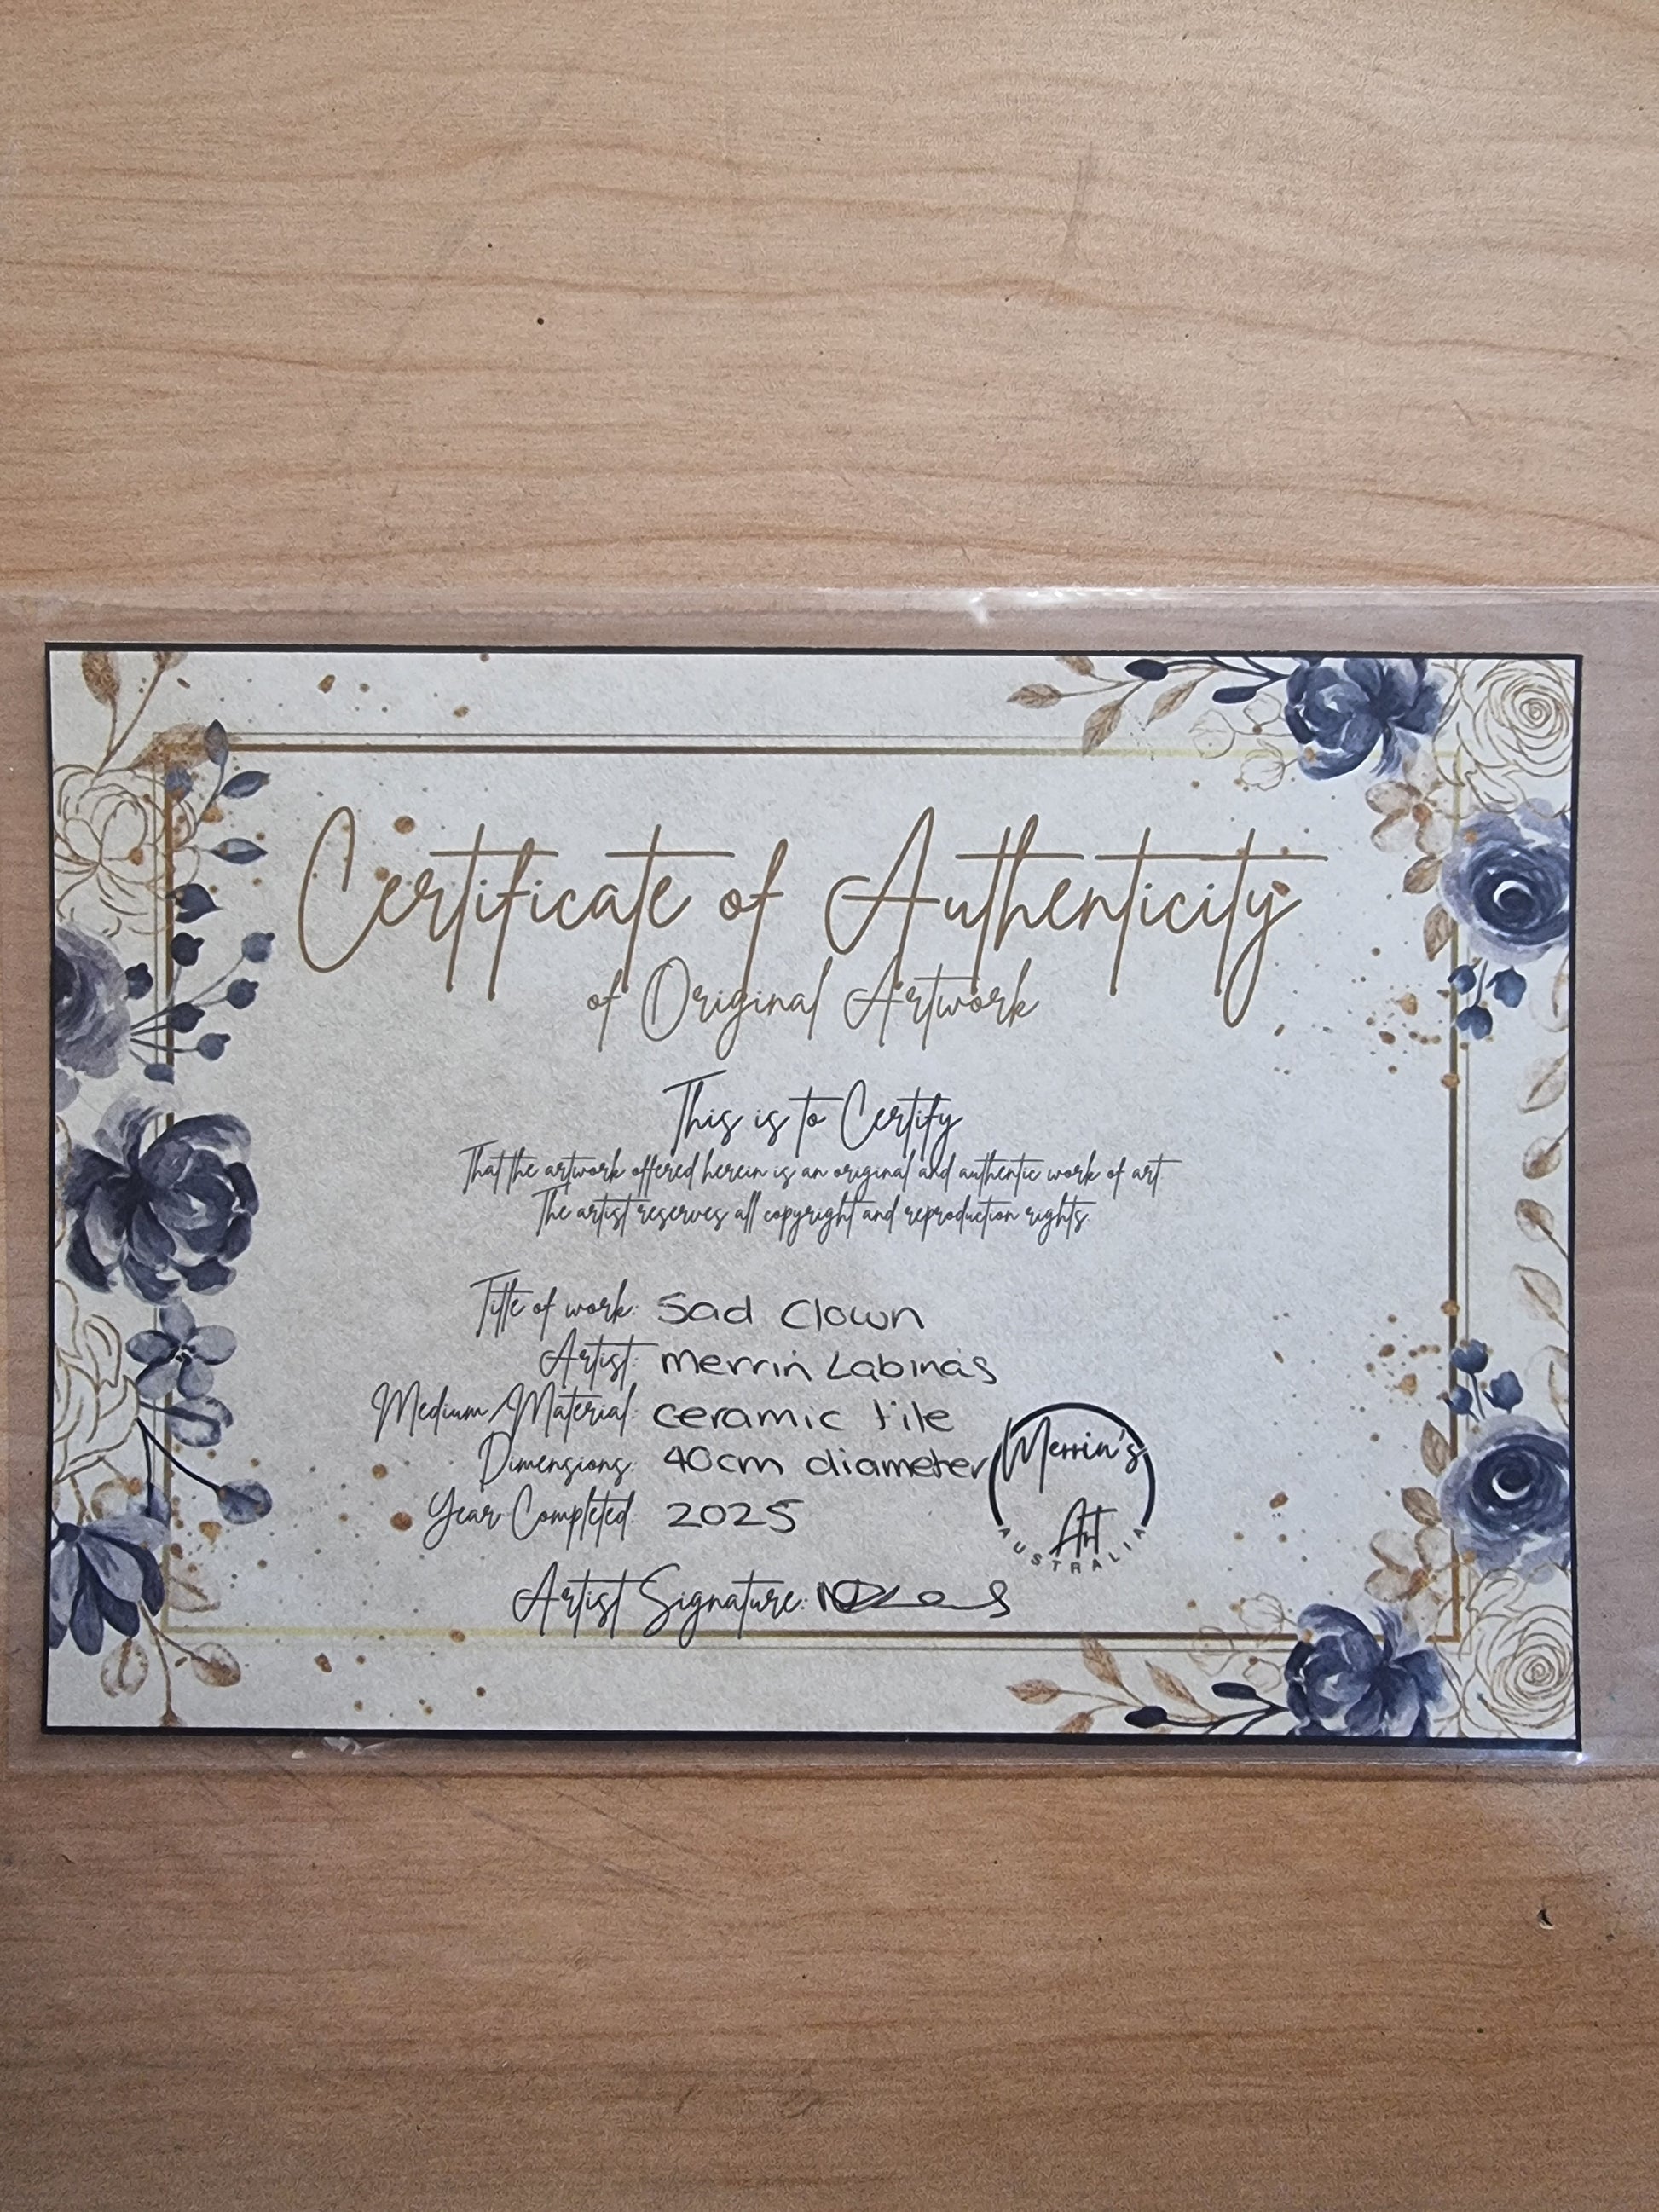 Certificate of Authenticity
of Original Artwork
This is to Certify
That the artwork offered herein is an original and authentic work of art
The artist reserves all copyright and reproduction rights.
Title of work: Sad Clown
Artist: Merrin Labinas
Medium/Material: ceramic tile
Dimensions: 40cm diameter
Year Completed: 2025
Artist Signature:
Merrin's
Art
AUSTRALIA